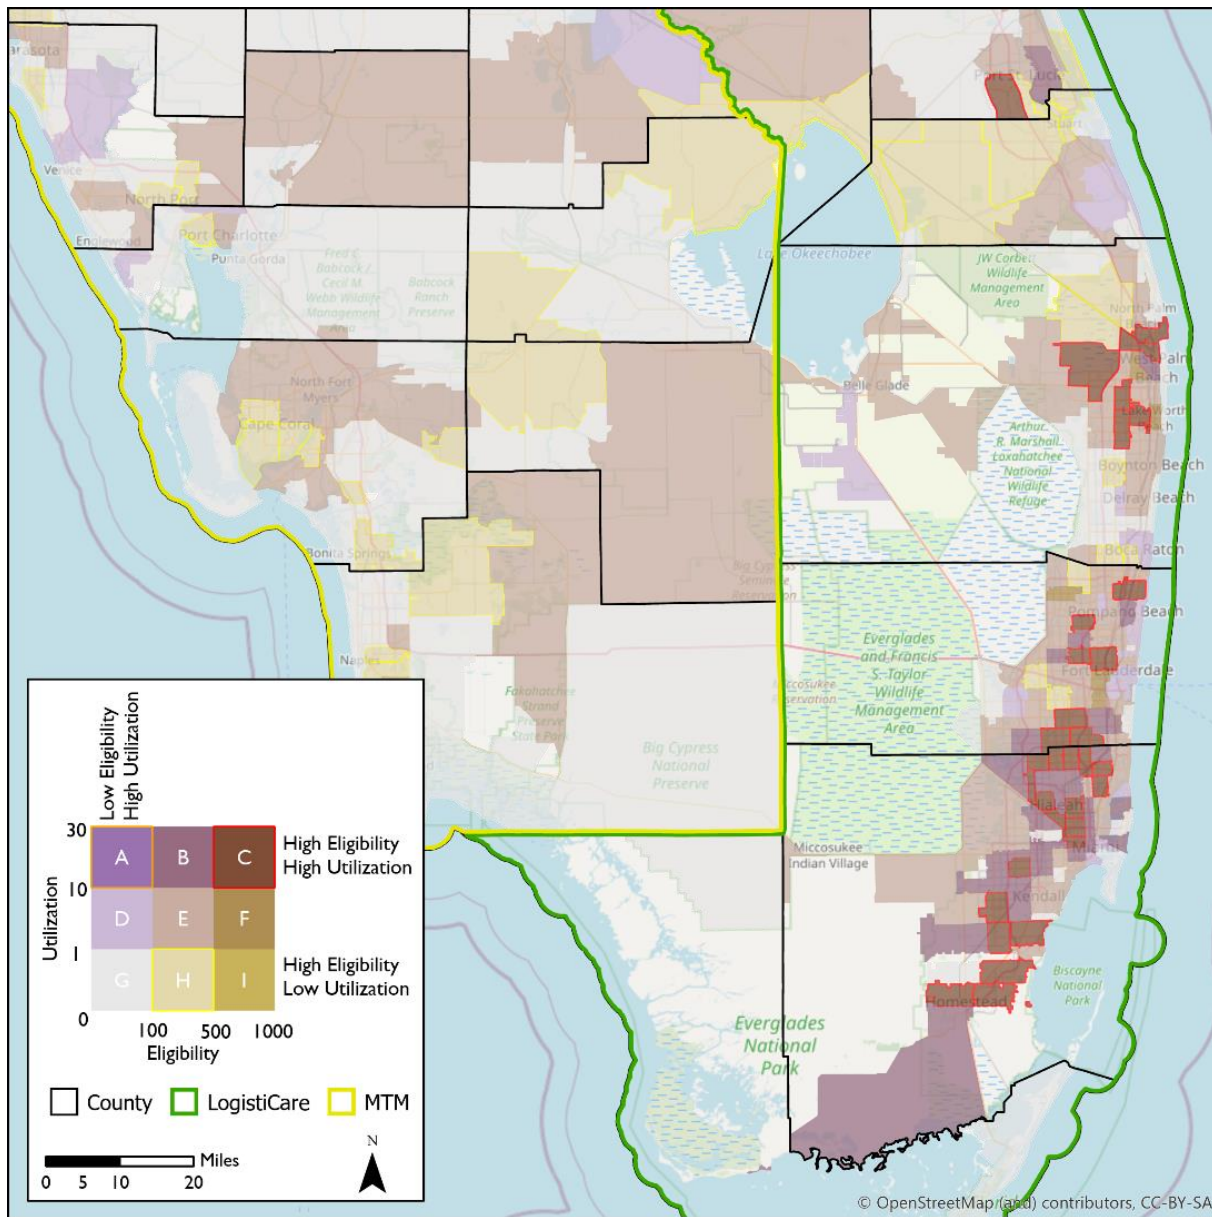 arasota
Port St. Lucie
Stuart
Venice
North Port
Englewood
Port Charlotte
Punta Gorda
Fred C.
Babcock /
Cecil M.
Webb Wildlife
Management
Area
Babcock
Ranch
Preserve
Lake Okeechobee
JW Corbett
Wildlife
Management
Area
North Palm
Beach
West Palm
Beach
Belle Glade
Lake Worth
Beach
North Fort
Myers
Cape Coral
Arthur
R. Marshall
Loxahatchee
National
Wildlife
Refuge
Boynton Beach
Delray Beach
Boca Raton
Bonita Springs
Big Cypress
Seminole
Reservation
Pompano Beach
Everglades
and Francis
S. Taylor
Wildlife
Management
Area
Fort Lauderdale
Naples
Fakahatchee
Strand
Preserve
State Park
Miccosukee
Reservation
Big Cypress
National
Preserve
Hialeah
Miami
Miccosukee
Indian Village
Kendall
Biscayne
National
Park
Homestead
Everglades
National
Park
Low Eligibility
High Utilization
30
A B C
High Eligibility
High Utilization
10
D E F
Utilization
1
G H I
High Eligibility
Low Utilization
0
100 500 1000
Eligibility
County LogistiCare MTM
N
Miles
0 5 10 20
© OpenStreetMap (and) contributors, CC-BY-SA